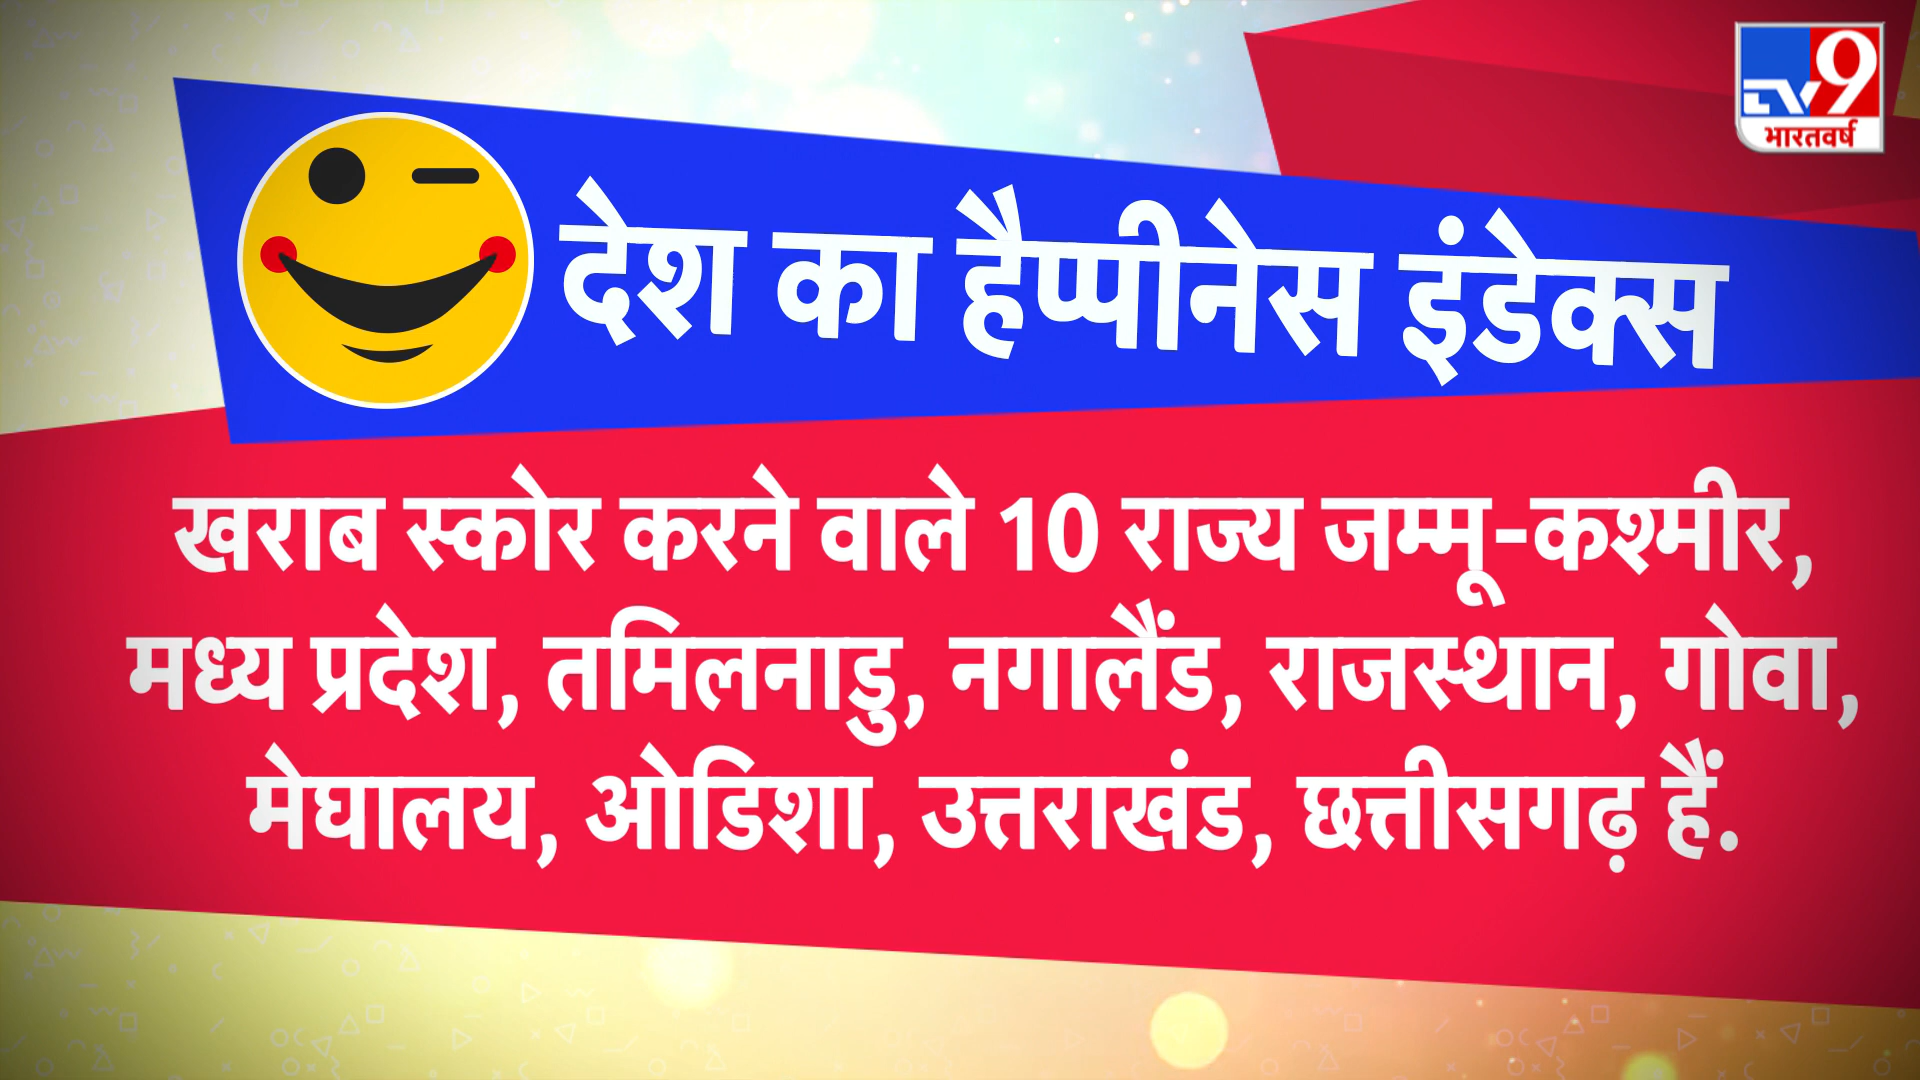 TV9
भारतवर्ष
देश का हैप्पीनेस इंडेक्स
खराब स्कोर करने वाले 10 राज्य जम्मू-कश्मीर,
मध्य प्रदेश, तमिलनाडु, नगालैंड, राजस्थान, गोवा,
मेघालय, ओडिशा, उत्तराखंड, छत्तीसगढ़ हैं.